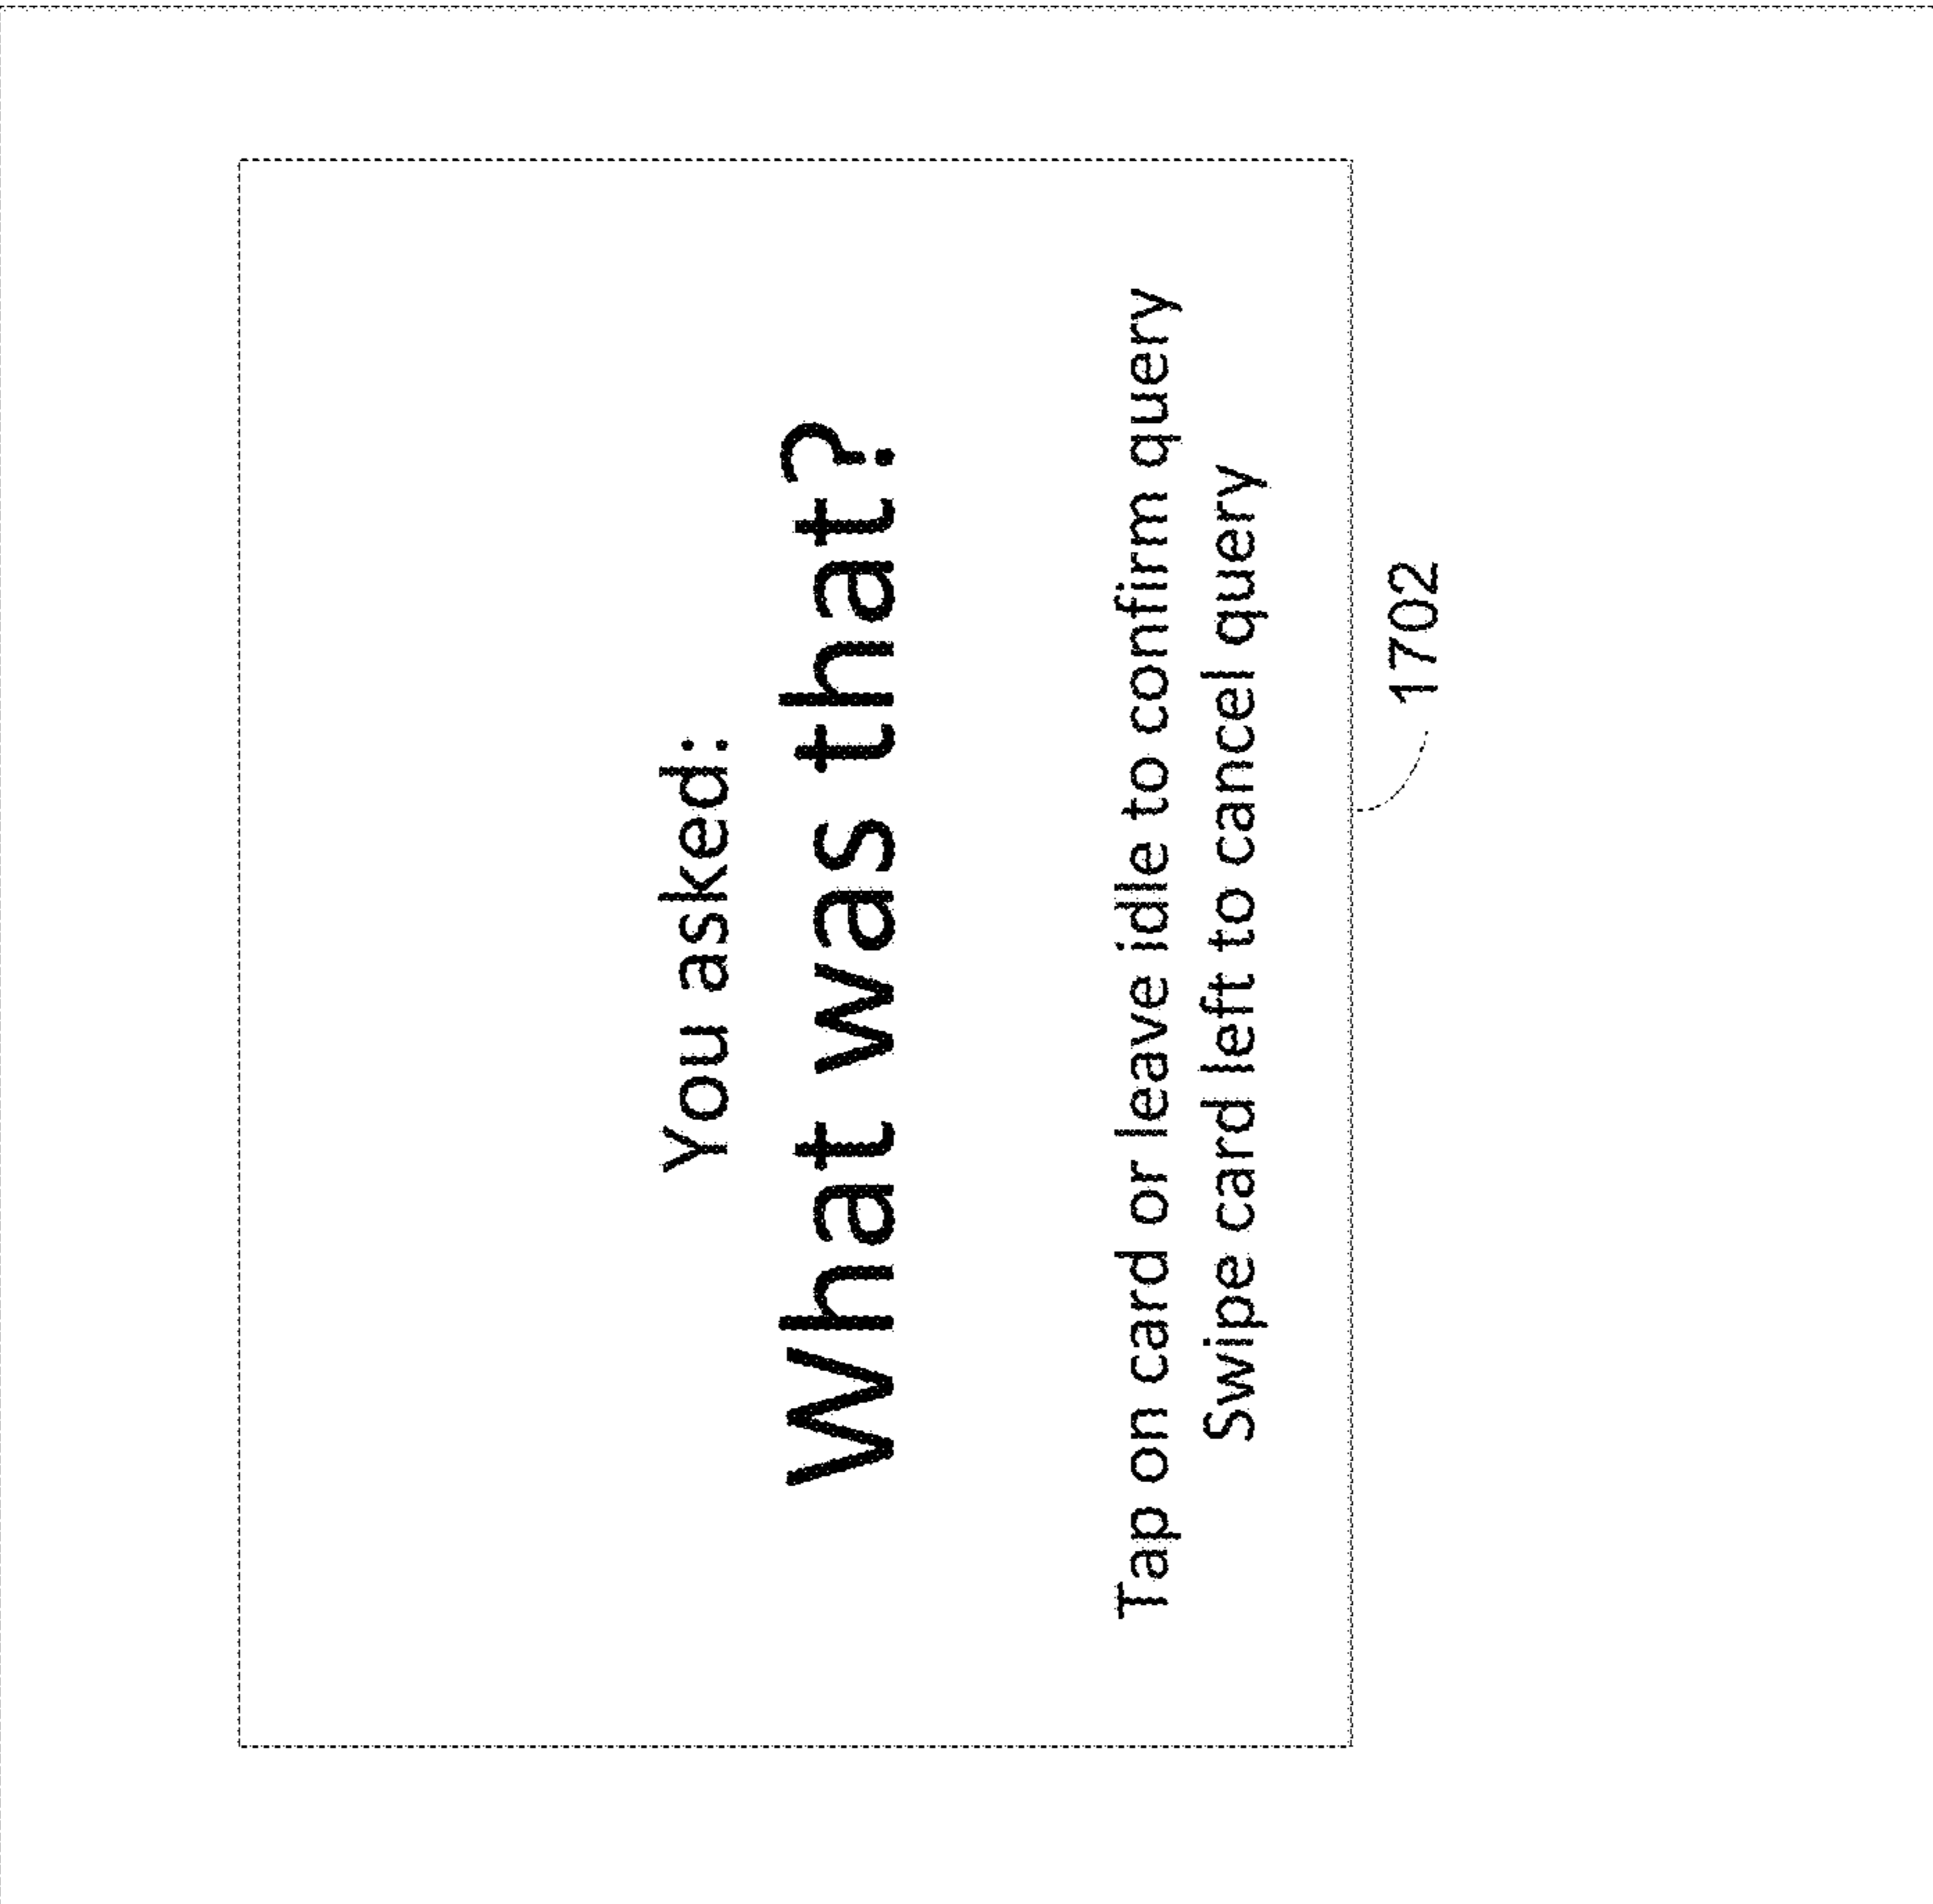 You asked:
What was that?
Tap on card or leave idle to confirm query
Swipe card left to cancel query
1702